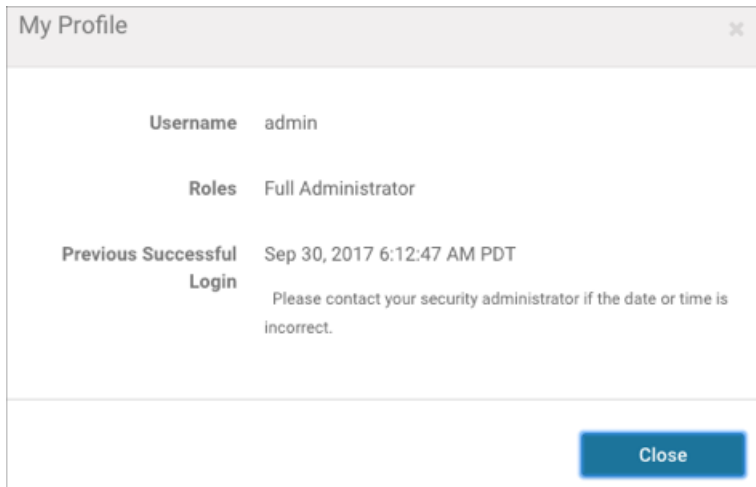 My Profile
Username admin
Roles Full Administrator
Previous Successful Sep 30, 2017 6:12:47 AM PDT
Login
Please contact your security administrator if the date or time is
incorrect.
Close